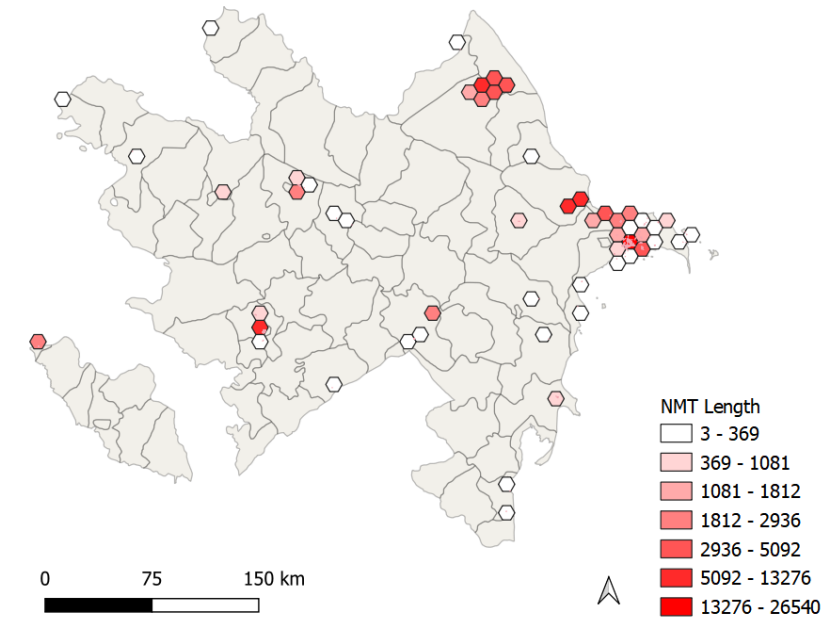 NMT Length
3 - 369
369 - 1081
1081 - 1812
1812 - 2936
2936 - 5092
5092 - 13276
13276 - 26540
0 75 150 km